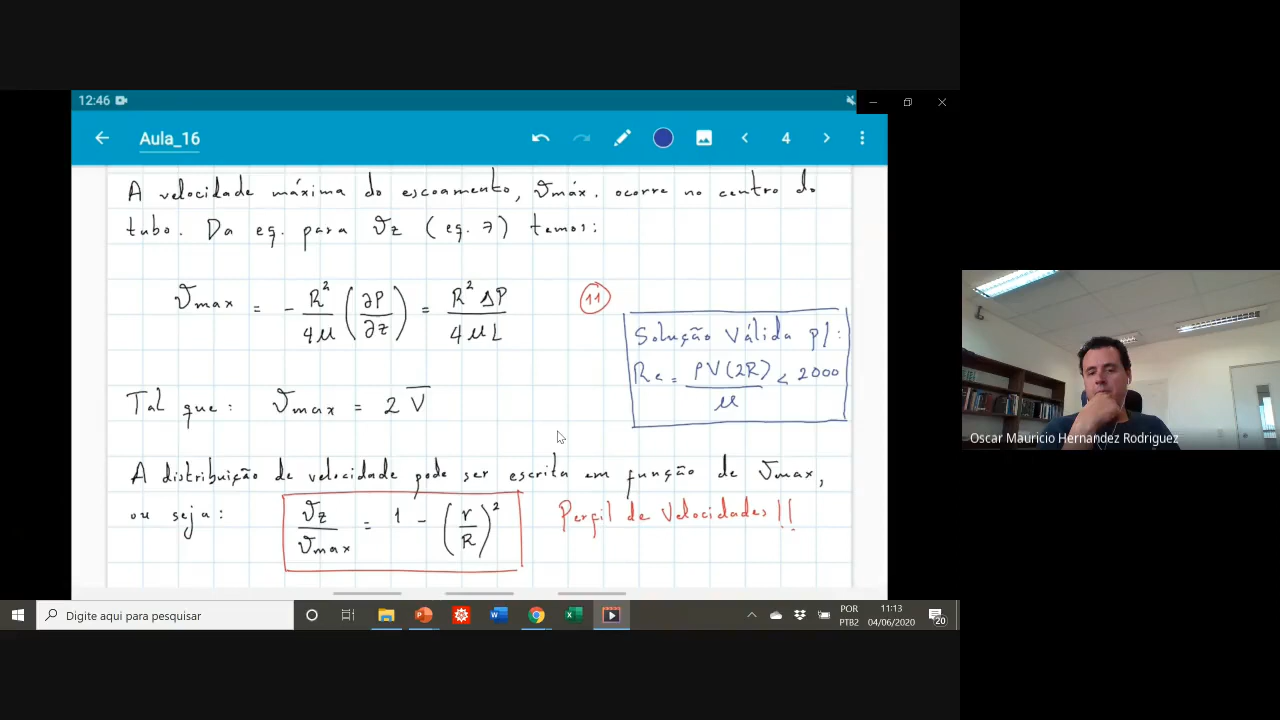 12:46
Aula_16
4
A velocidade máxima do escoamento, Vmáx. ocorre no centro do
tubo. Da eq. para Vz (eq. 7) temos:
Vmax = - R²/4μ (∂P/∂z) = R² ΔP/4μL
11
Solução Válida p/:
Re = ρV(2R)/μ < 2000
Tal que: Vmax = 2 V̅
A distribuição de velocidade pode ser escrita em função de Vmax,
ou seja: Vz/Vmax = 1 - (r/R)² Perfil de Velocidades!!
Oscar Mauricio Hernandez Rodriguez
Digite aqui para pesquisar
POR
PTB2
11:13
04/06/2020
20